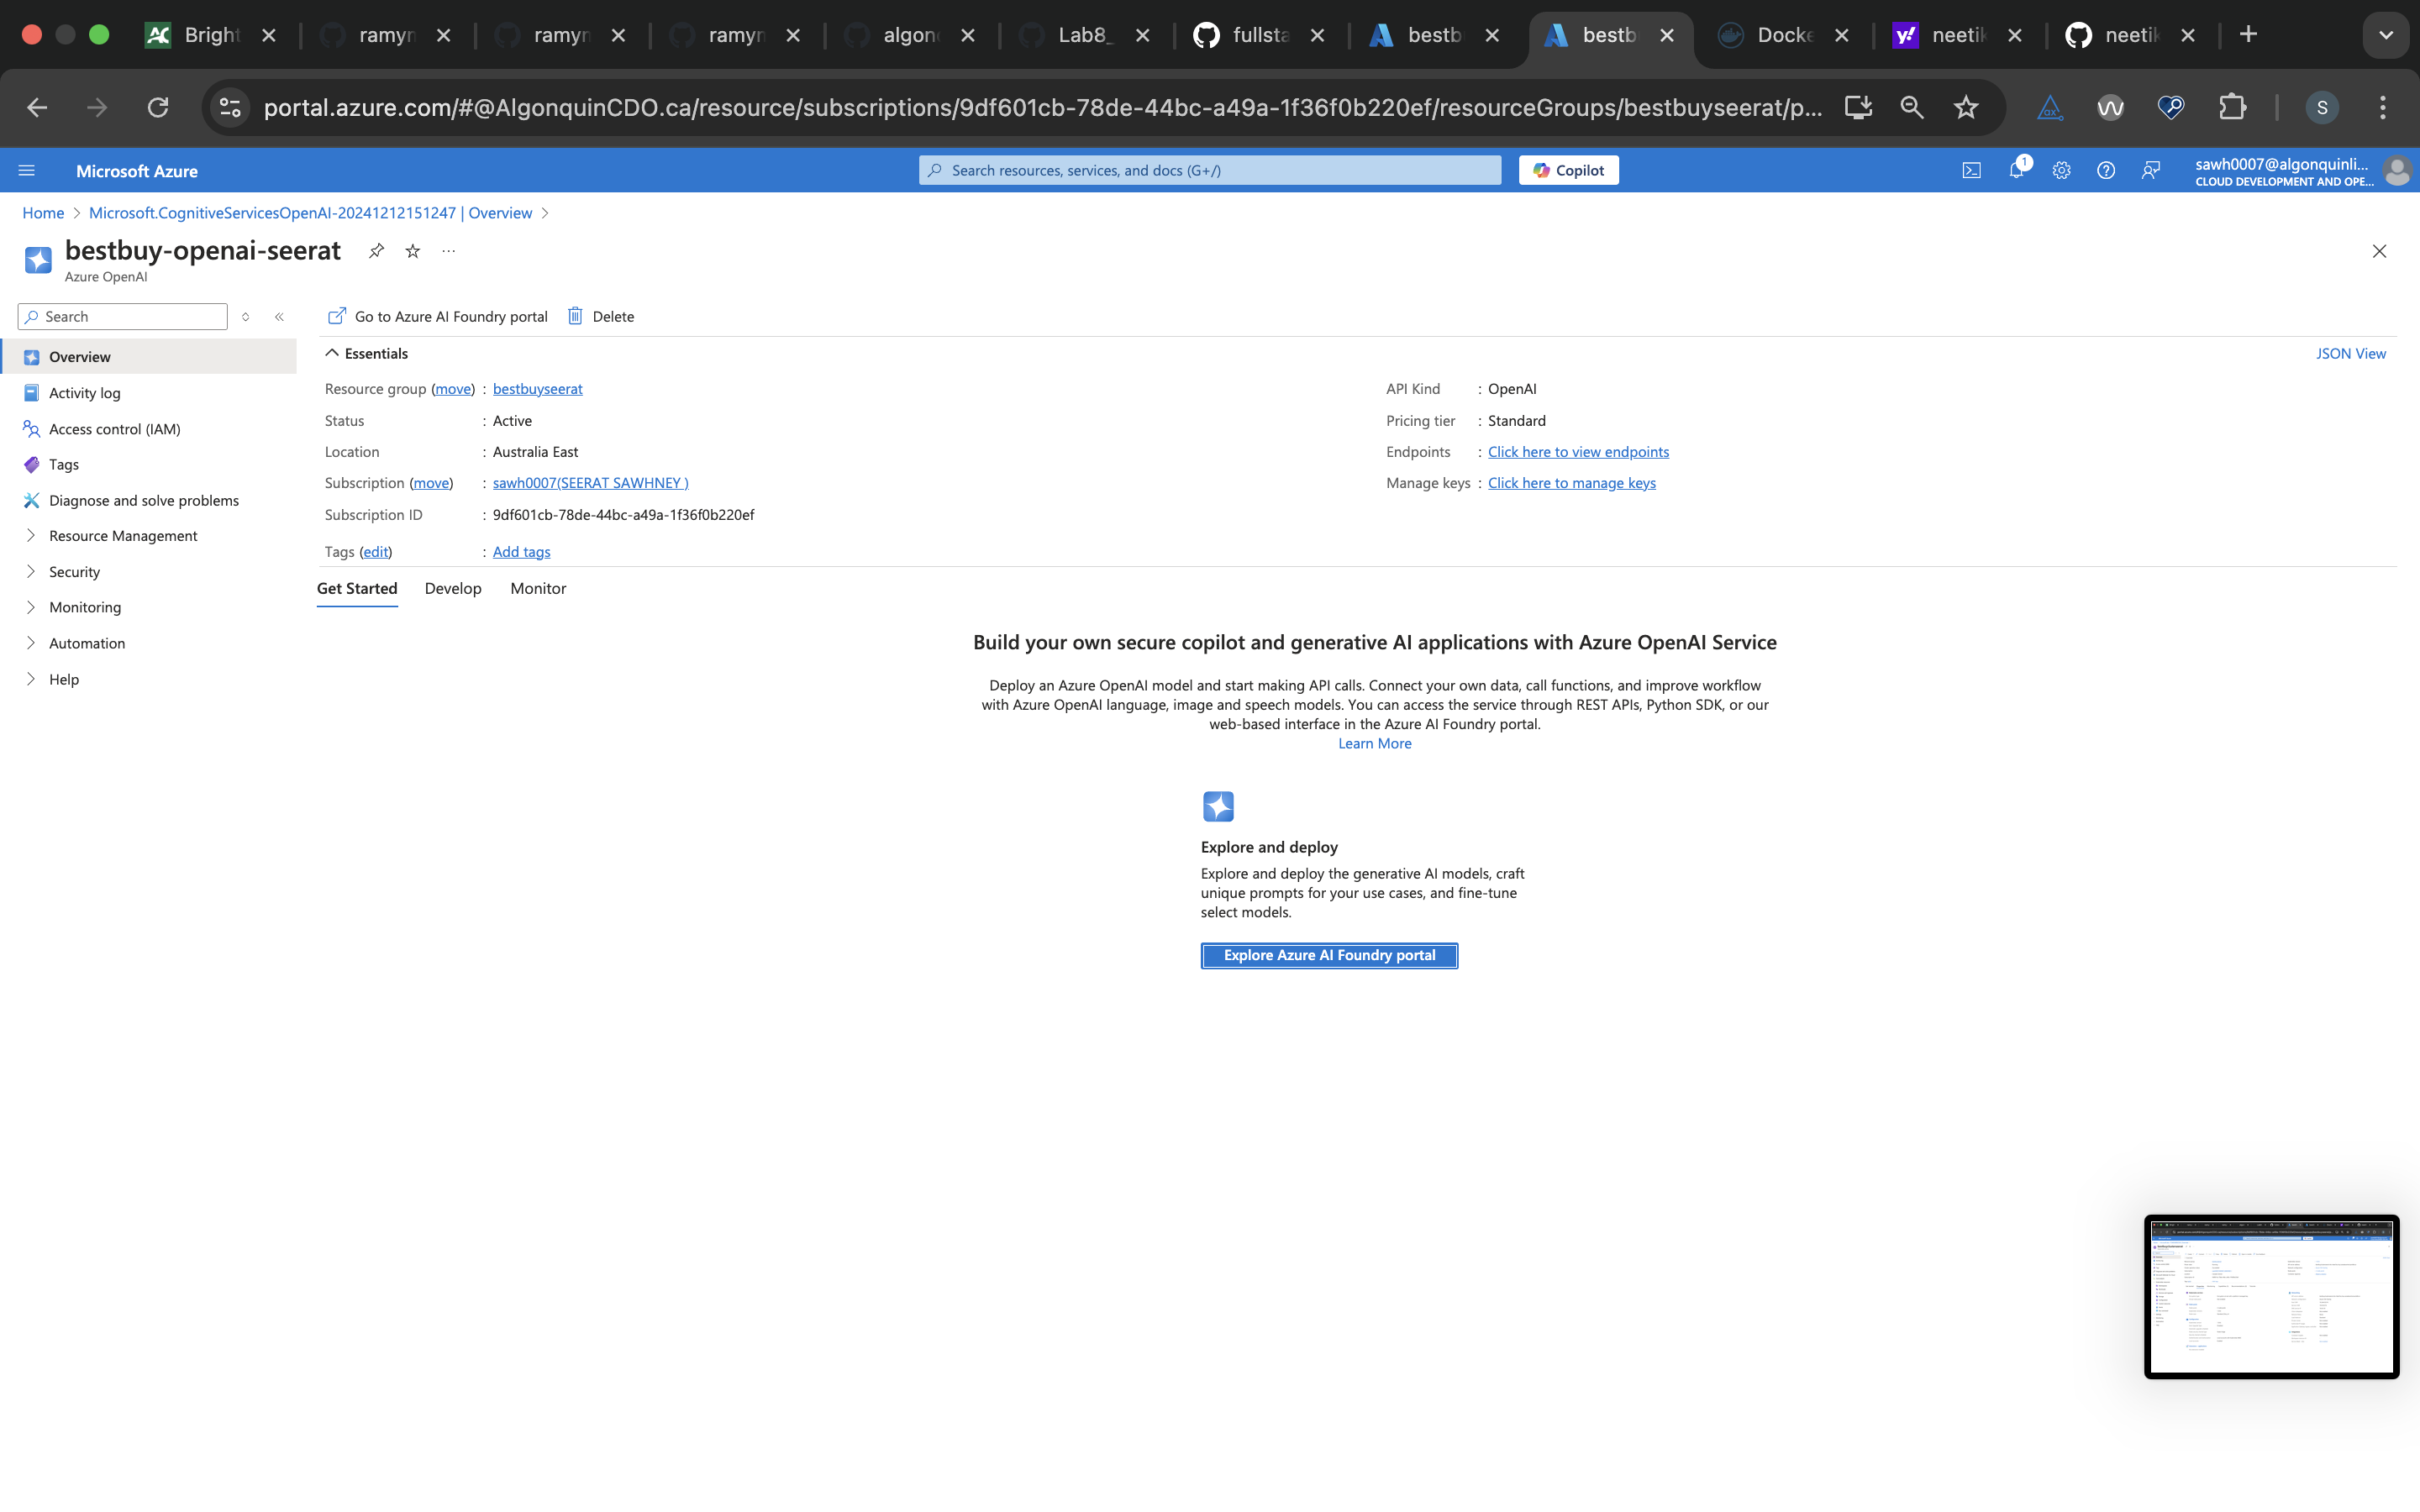 Bright
ramyn
ramyn
ramyn
algon
Lab8_
fullsta
bestb
bestb
Docke
neetik
neetik
portal.azure.com/#@AlgonquinCDO.ca/resource/subscriptions/9df601cb-78de-44bc-a49a-1f36f0b220ef/resourceGroups/bestbuyseerat/p...
S
Microsoft Azure
Search resources, services, and docs (G+/)
Copilot
1
sawh0007@algonquinli...
CLOUD DEVELOPMENT AND OPE...
Home > Microsoft.CognitiveServicesOpenAI-20241212151247 | Overview >
bestbuy-openai-seerat
Azure OpenAI
Search
Go to Azure AI Foundry portal
Delete
Overview
Activity log
Access control (IAM)
Tags
Diagnose and solve problems
Resource Management
Security
Monitoring
Automation
Help
Essentials
JSON View
Resource group (move) : bestbuyseerat
Status : Active
Location : Australia East
Subscription (move) : sawh0007(SEERAT SAWHNEY )
Subscription ID : 9df601cb-78de-44bc-a49a-1f36f0b220ef
Tags (edit) : Add tags
API Kind : OpenAI
Pricing tier : Standard
Endpoints : Click here to view endpoints
Manage keys : Click here to manage keys
Get Started
Develop
Monitor
Build your own secure copilot and generative AI applications with Azure OpenAI Service
Deploy an Azure OpenAI model and start making API calls. Connect your own data, call functions, and improve workflow
with Azure OpenAI language, image and speech models. You can access the service through REST APIs, Python SDK, or our
web-based interface in the Azure AI Foundry portal.
Learn More
Explore and deploy
Explore and deploy the generative AI models, craft
unique prompts for your use cases, and fine-tune
select models.
Explore Azure AI Foundry portal